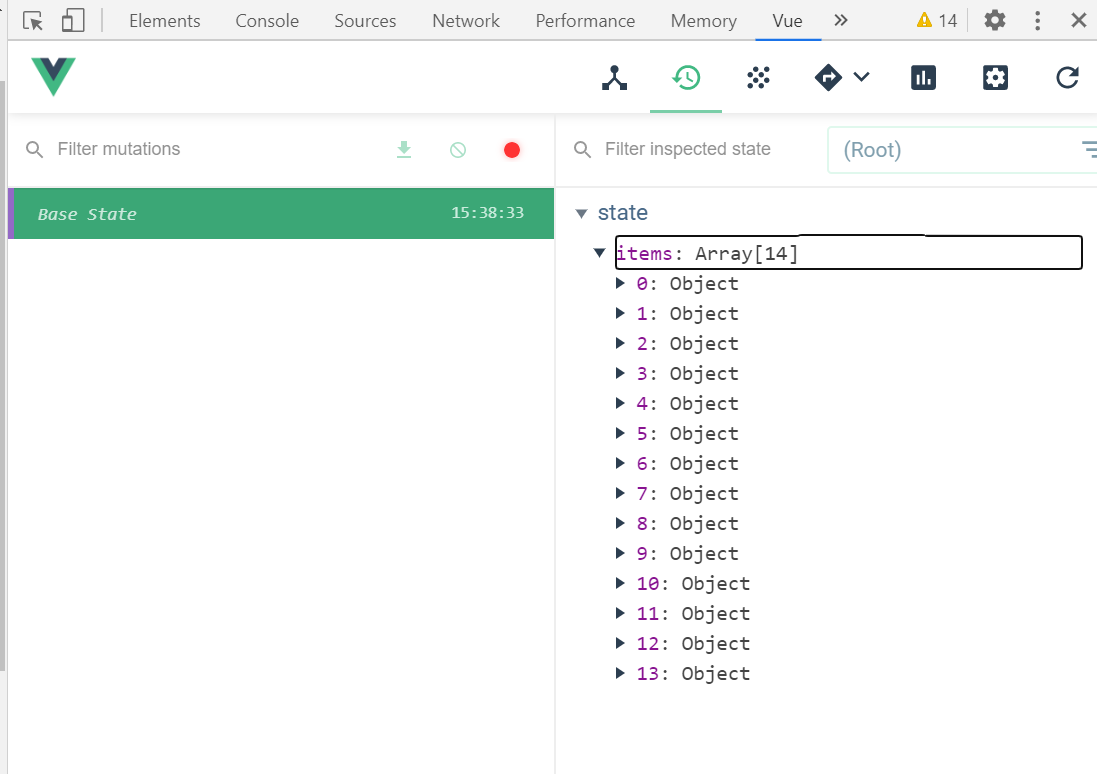 Elements Console Sources Network Performance Memory Vue » 14
Filter mutations
Filter inspected state (Root)
Base State 15:38:33
state
items: Array[14]
0: Object
1: Object
2: Object
3: Object
4: Object
5: Object
6: Object
7: Object
8: Object
9: Object
10: Object
11: Object
12: Object
13: Object